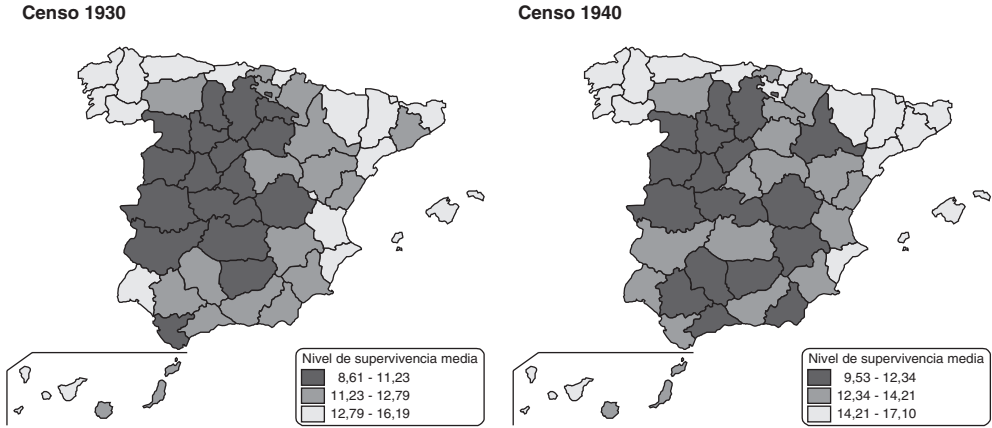 Censo 1930
Censo 1940
Nivel de supervivencia media
8,61 - 11,23
11,23 - 12,79
12,79 - 16,19
Nivel de supervivencia media
9,53 - 12,34
12,34 - 14,21
14,21 - 17,10